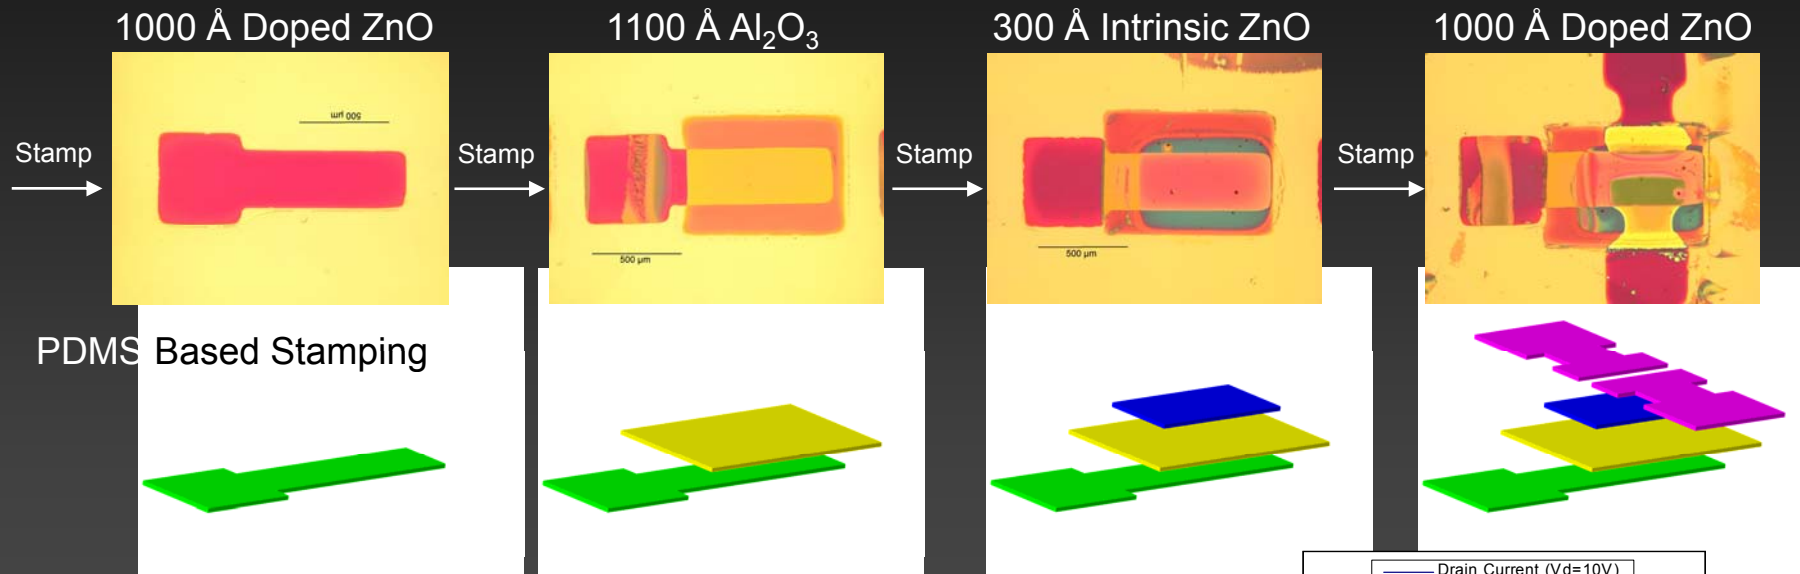 1000 Å Doped ZnO
1100 Å Al₂O₃
300 Å Intrinsic ZnO
1000 Å Doped ZnO
Stamp
Stamp
Stamp
Stamp
500 µm
500 µm
500 µm
PDMS Based Stamping
Drain Current (Vd=10V)